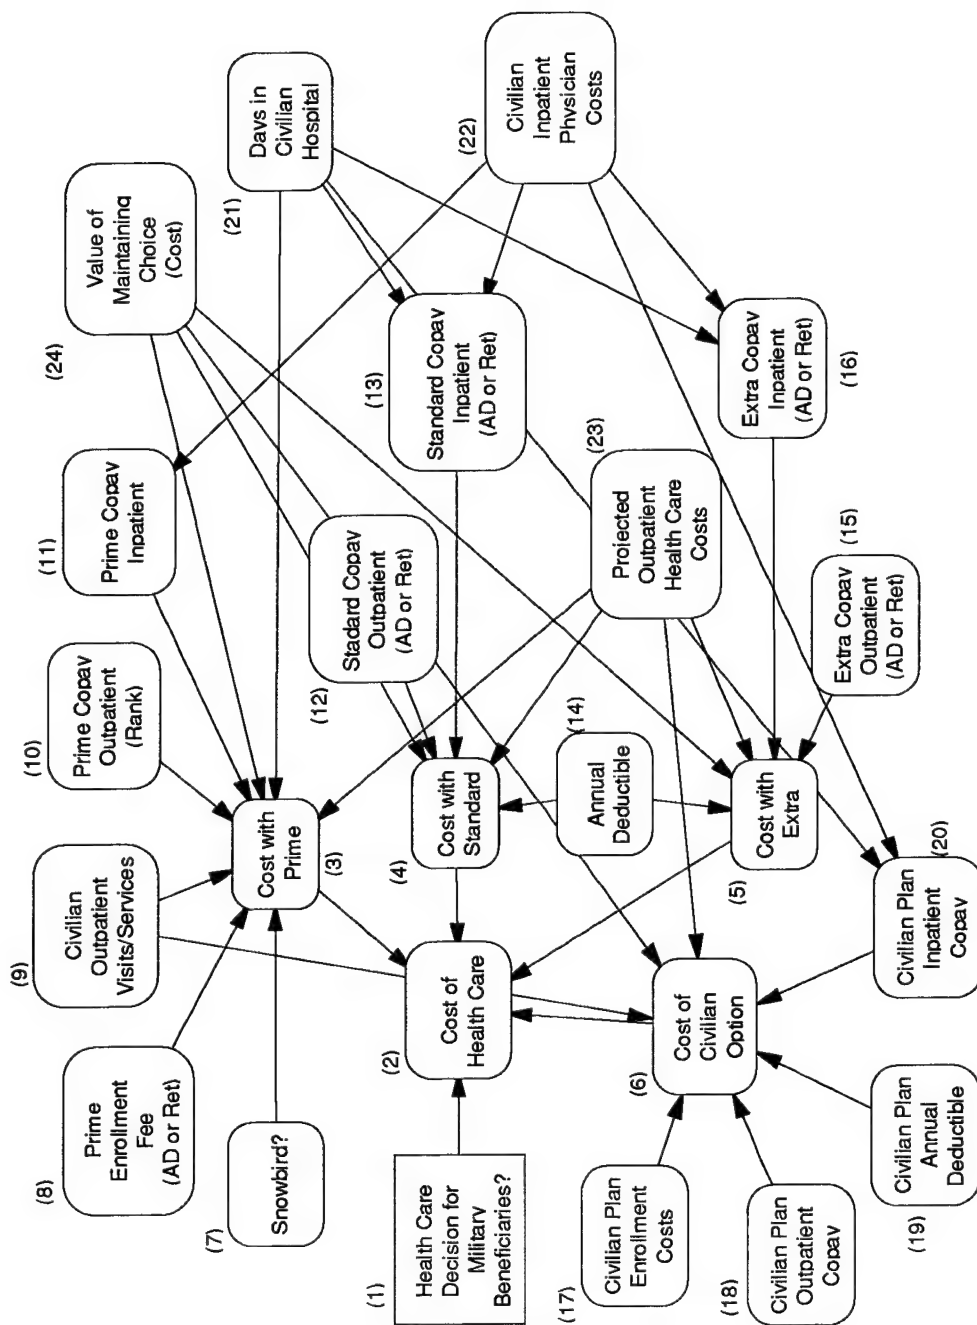 (1)
Health Care
Decision for
Military
Beneficiaries?
(2)
Cost of
Health Care
(3)
Cost with
Prime
(4)
Cost with
Standard
(5)
Cost with
Extra
(6)
Cost of
Civilian
Option
(7)
Snowbird?
(8)
Prime
Enrollment
Fee
(AD or Ret)
(9)
Civilian
Outpatient
Visits/Services
(10)
Prime Copav
Outpatient
(Rank)
(11)
Prime Copav
Inpatient
(12)
Stadard Copav
Outpatient
(AD or Ret)
(13)
Standard Copav
Inpatient
(AD or Ret)
(14)
Annual
Deductible
(15)
Extra Copav
Outpatient
(AD or Ret)
(16)
Extra Copav
Inpatient
(AD or Ret)
(17)
Civilian Plan
Enrollment
Costs
(18)
Civilian Plan
Outpatient
Copav
(19)
Civilian Plan
Annual
Deductible
(20)
Civilian Plan
Inpatient
Copav
(21)
Davs in
Civilian
Hospital
(22)
Civilian
Inpatient
Physician
Costs
(23)
Proiected
Outpatient
Health Care
Costs
(24)
Value of
Maintaining
Choice
(Cost)